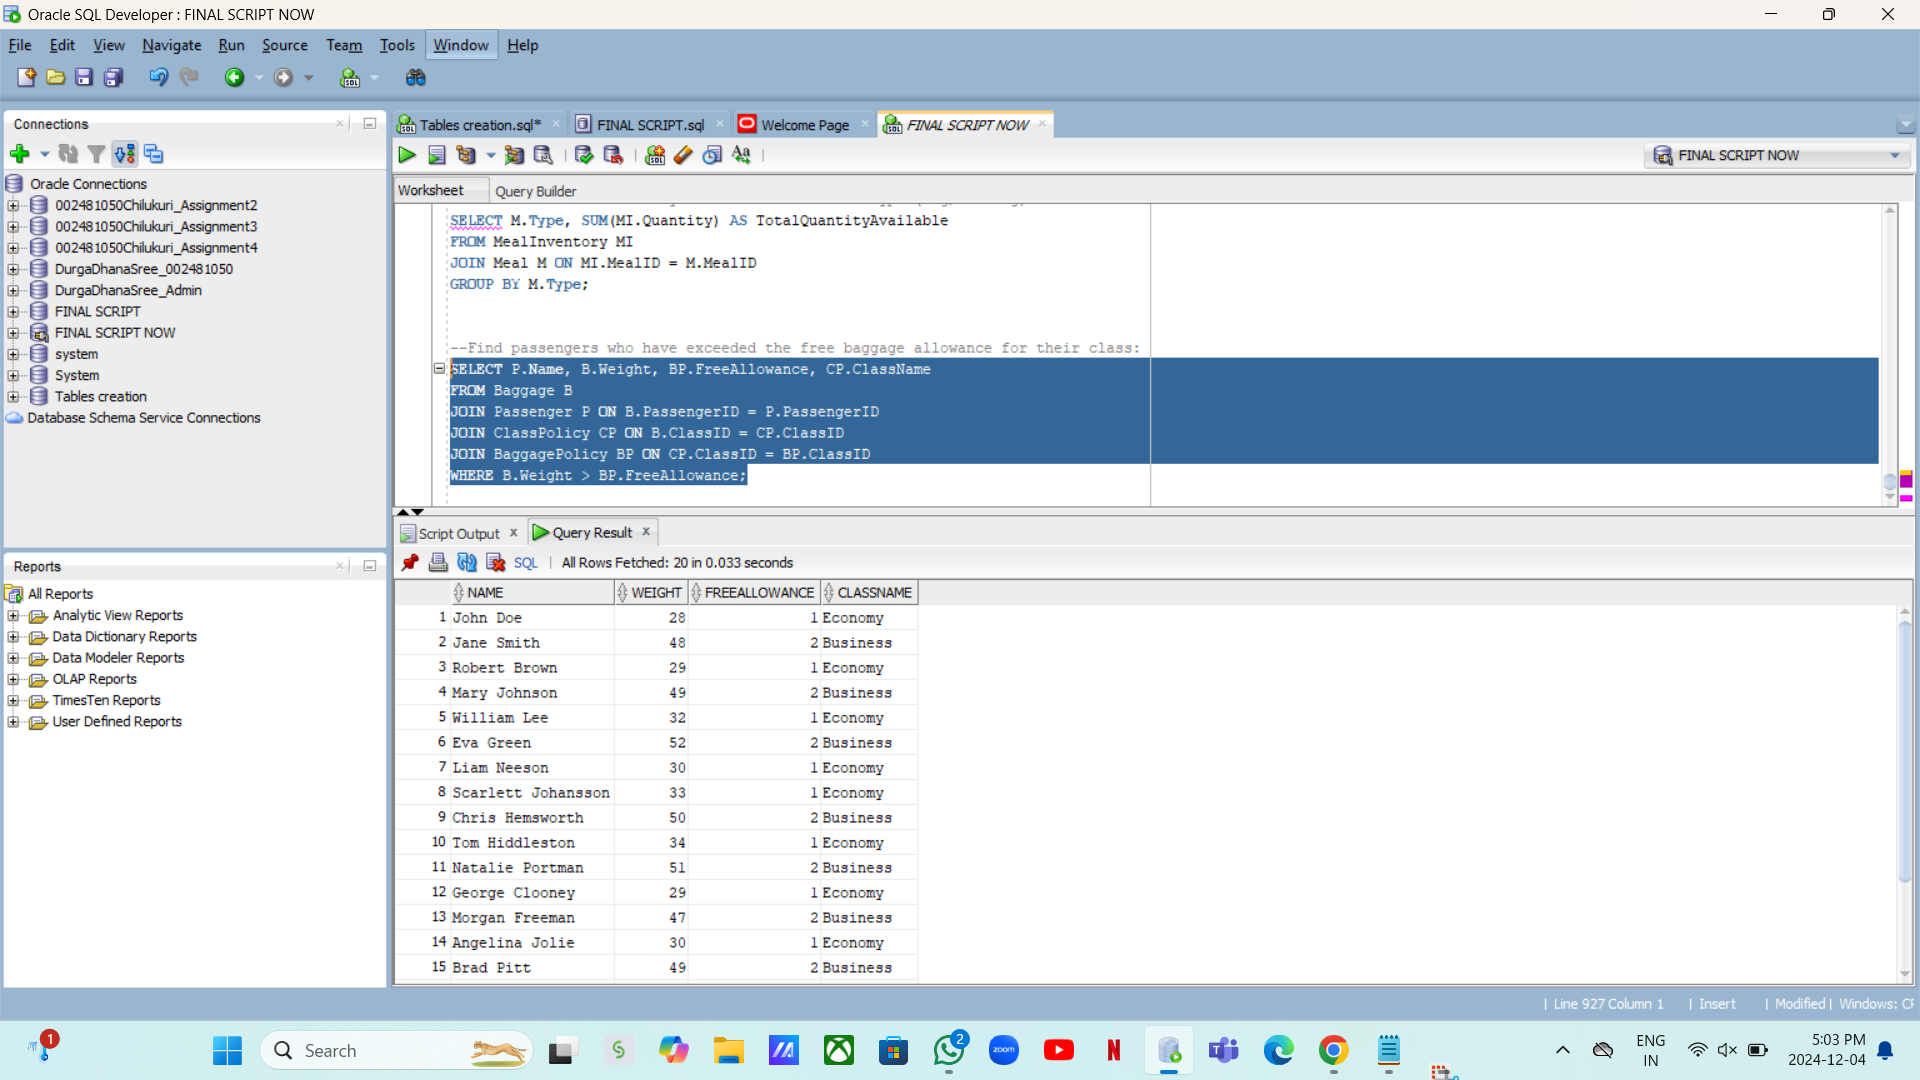 Oracle SQL Developer : FINAL SCRIPT NOW
File Edit View Navigate Run Source Team Tools Window Help
Connections
Oracle Connections
002481050Chilukuri_Assignment2
002481050Chilukuri_Assignment3
002481050Chilukuri_Assignment4
DurgaDhanaSree_002481050
DurgaDhanaSree_Admin
FINAL SCRIPT
FINAL SCRIPT NOW
system
System
Tables creation
Database Schema Service Connections
Reports
All Reports
Analytic View Reports
Data Dictionary Reports
Data Modeler Reports
OLAP Reports
TimesTen Reports
User Defined Reports
Tables creation.sql* FINAL SCRIPT.sql Welcome Page FINAL SCRIPT NOW
FINAL SCRIPT NOW
Worksheet Query Builder
SELECT M.Type, SUM(MI.Quantity) AS TotalQuantityAvailable
FROM MealInventory MI
JOIN Meal M ON MI.MealID = M.MealID
GROUP BY M.Type;
--Find passengers who have exceeded the free baggage allowance for their class:
SELECT P.Name, B.Weight, BP.FreeAllowance, CP.ClassName
FROM Baggage B
JOIN Passenger P ON B.PassengerID = P.PassengerID
JOIN ClassPolicy CP ON B.ClassID = CP.ClassID
JOIN BaggagePolicy BP ON CP.ClassID = BP.ClassID
WHERE B.Weight > BP.FreeAllowance;
Script Output Query Result
SQL All Rows Fetched: 20 in 0.033 seconds
NAME WEIGHT FREEALLOWANCE CLASSNAME
1 John Doe 28 1 Economy
2 Jane Smith 48 2 Business
3 Robert Brown 29 1 Economy
4 Mary Johnson 49 2 Business
5 William Lee 32 1 Economy
6 Eva Green 52 2 Business
7 Liam Neeson 30 1 Economy
8 Scarlett Johansson 33 1 Economy
9 Chris Hemsworth 50 2 Business
10 Tom Hiddleston 34 1 Economy
11 Natalie Portman 51 2 Business
12 George Clooney 29 1 Economy
13 Morgan Freeman 47 2 Business
14 Angelina Jolie 30 1 Economy
15 Brad Pitt 49 2 Business
| Line 927 Column 1 | Insert | Modified | Windows: CF
1
Search
2
zoom
ENG
IN
5:03 PM
2024-12-04